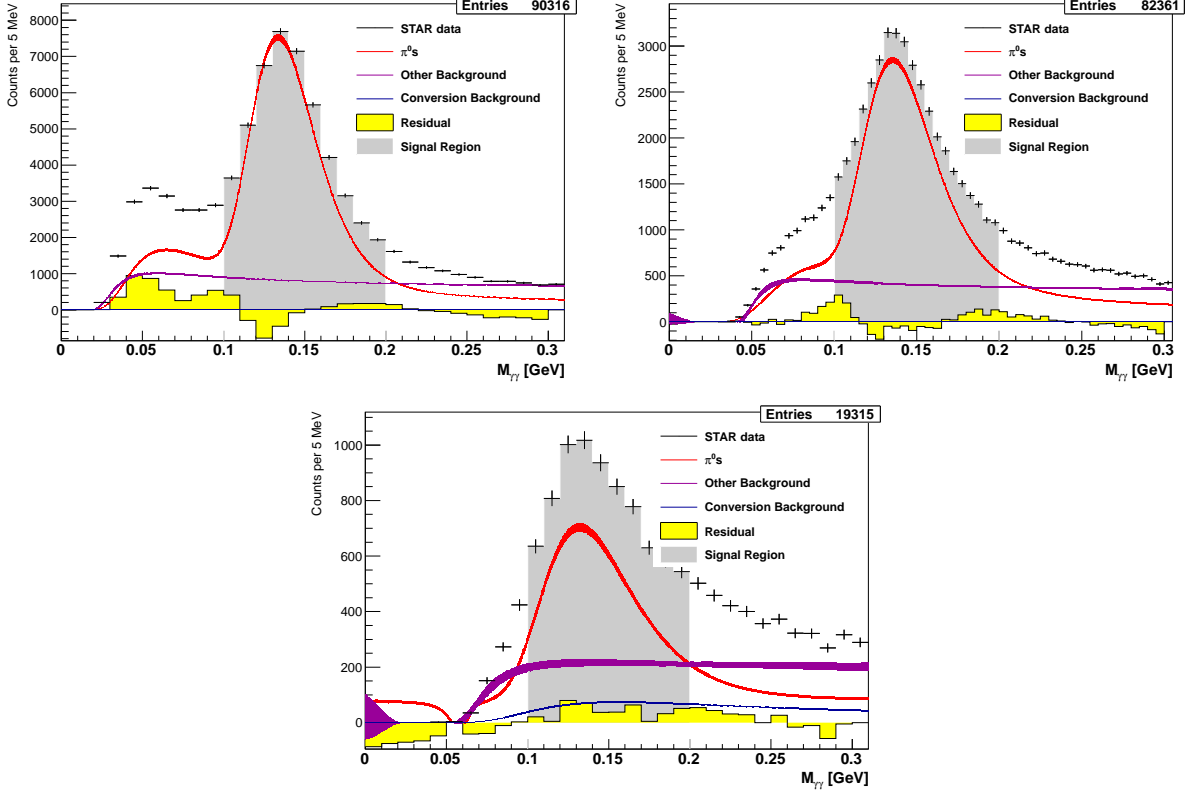 Entries 90316
Counts per 5 MeV
8000
7000
6000
5000
4000
3000
2000
1000
0
STAR data
π⁰s
Other Background
Conversion Background
Residual
Signal Region
0 0.05 0.1 0.15 0.2 0.25 0.3
Mγγ [GeV]
Entries 82361
Counts per 5 MeV
3000
2500
2000
1500
1000
500
0
STAR data
π⁰s
Other Background
Conversion Background
Residual
Signal Region
0 0.05 0.1 0.15 0.2 0.25 0.3
Mγγ [GeV]
Entries 19315
Counts per 5 MeV
1000
800
600
400
200
0
STAR data
π⁰s
Other Background
Conversion Background
Residual
Signal Region
0 0.05 0.1 0.15 0.2 0.25 0.3
Mγγ [GeV]